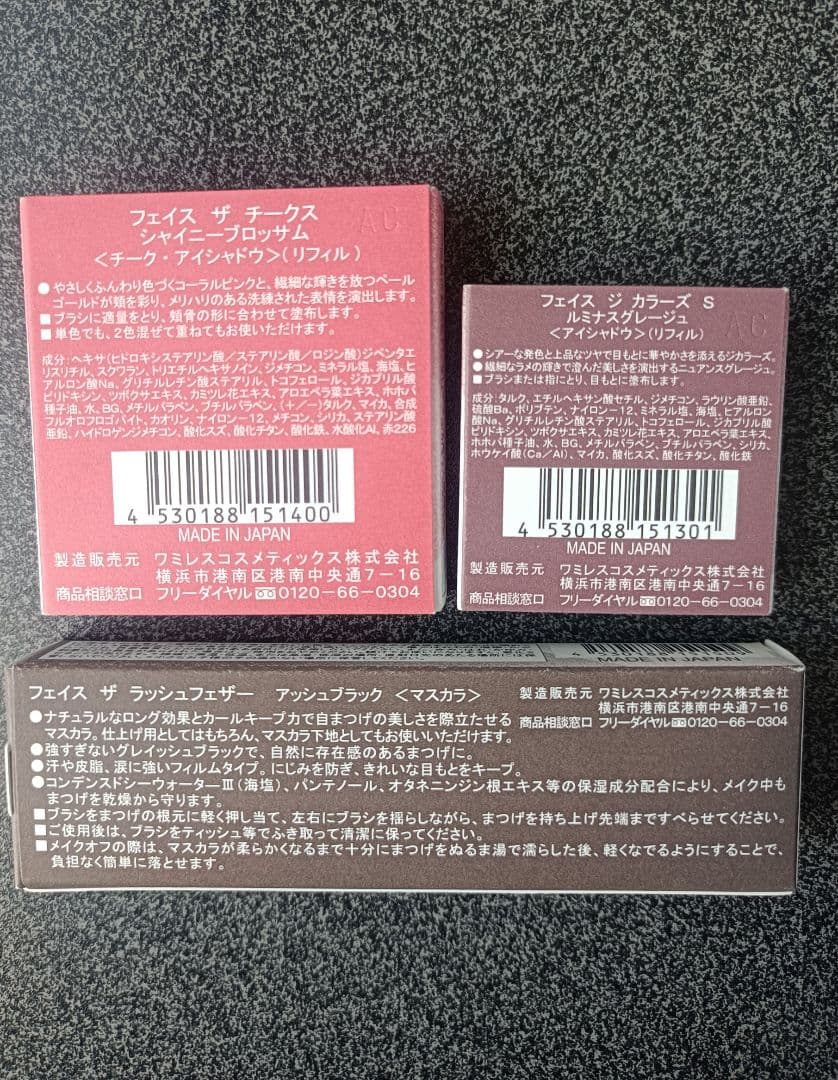 フェイス ザ チークス
シャイニーブロッサム
＜チーク・アイシャドウ＞（リフィル）
AC
●やさしくふんわり色づくコーラルピンクと、繊細な輝きを放つペール
ゴールドが頬を彩り、メリハリのある洗練された表情を演出します。
■ブラシに適量をとり、頬骨の形に合わせて塗布します。
■単色でも、2色混ぜて重ねてもお使いいただけます。
成分：ヘキサ（ヒドロキシステアリン酸／ステアリン酸／ロジン酸）ジペンタエ
リスリチル、スクワラン、トリエチルヘキサノイン、ジメチコン、ミネラル塩、海塩、ヒ
アルロン酸Na、グリチルレチン酸ステアリル、トコフェロール、ジカプリル酸
ピリドキシン、ツボクサエキス、カミツレ花エキス、アロエベラ葉エキス、ホホバ
種子油、水、BG、メチルパラベン、ブチルパラベン、（＋／－）タルク、マイカ、合成
フルオロフロゴパイト、カオリン、ナイロン－12、メチコン、シリカ、ステアリン酸
亜鉛、ハイドロゲンジメチコン、酸化スズ、酸化チタン、酸化鉄、水酸化Al、赤226
4 530188 151400
MADE IN JAPAN
製造販売元 ワミレスコスメティックス株式会社
横浜市港南区港南中央通7－16
商品相談窓口 フリーダイヤル 0120－66－0304
フェイス ジ カラーズ S
ルミナスグレージュ
＜アイシャドウ＞（リフィル）
AC
●シアーな発色と上品なツヤで目もとに華やかさを添えるジカラーズ。
●繊細なラメの輝きで澄んだ美しさを演出するニュアンスグレージュ。
■ブラシまたは指にとり、目もとに塗布します。
成分：タルク、エチルヘキサン酸セチル、ジメチコン、ラウリン酸亜鉛、
硫酸Ba、ポリブテン、ナイロン－12、ミネラル塩、海塩、ヒアルロン
酸Na、グリチルレチン酸ステアリル、トコフェロール、ジカプリル酸
ピリドキシン、ツボクサエキス、カミツレ花エキス、アロエベラ葉エキス、
ホホバ種子油、水、BG、メチルパラベン、ブチルパラベン、シリカ、
ホウケイ酸（Ca／Al）、マイカ、酸化スズ、酸化チタン、酸化鉄
4 530188 151301
MADE IN JAPAN
製造販売元 ワミレスコスメティックス株式会社
横浜市港南区港南中央通7－16
商品相談窓口 フリーダイヤル 0120－66－0304
MADE IN JAPAN
フェイス ザ ラッシュフェザー アッシュブラック ＜マスカラ＞
製造販売元 ワミレスコスメティックス株式会社
横浜市港南区港南中央通7－16
商品相談窓口 フリーダイヤル 0120－66－0304
●ナチュラルなロング効果とカールキープ力で自まつげの美しさを際立たせる
マスカラ。仕上げ用としてはもちろん、マスカラ下地としてもお使いいただけます。
●強すぎないグレイッシュブラックで、自然に存在感のあるまつげに。
●汗や皮脂、涙に強いフィルムタイプ。にじみを防ぎ、きれいな目もとをキープ。
●コンデンスドシーウォーターⅢ（海塩）、パンテノール、オタネニンジン根エキス等の保湿成分配合により、メイク中も
まつげを乾燥から守ります。
■ブラシをまつげの根元に軽く押し当て、左右にブラシを揺らしながら、まつげを持ち上げ先端まですべらせてください。
■ご使用後は、ブラシをティッシュ等でふき取って清潔に保ってください。
■メイクオフの際は、マスカラが柔らかくなるまで十分にまつげをぬるま湯で濡らした後、軽くなでるようにすることで、
負担なく簡単に落とせます。